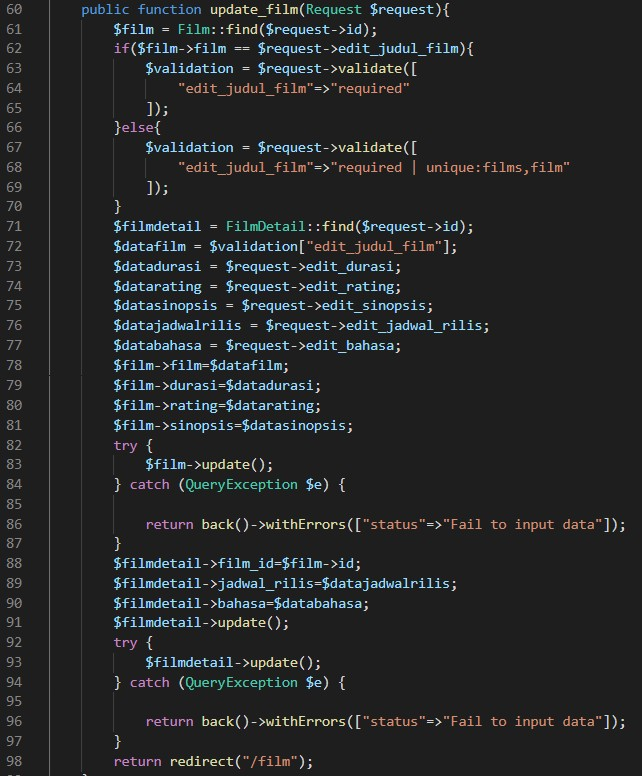 60 public function update_film(Request $request){
61 $film = Film::find($request->id);
62 if($film->film == $request->edit_judul_film){
63 $validation = $request->validate([
64 "edit_judul_film"=>"required"
65 ]);
66 }else{
67 $validation = $request->validate([
68 "edit_judul_film"=>"required | unique:films,film"
69 ]);
70 }
71 $filmdetail = FilmDetail::find($request->id);
72 $datafilm = $validation["edit_judul_film"];
73 $datadurasi = $request->edit_durasi;
74 $datarating = $request->edit_rating;
75 $datasinopsis = $request->edit_sinopsis;
76 $datajadwalrilis = $request->edit_jadwal_rilis;
77 $databahasa = $request->edit_bahasa;
78 $film->film=$datafilm;
79 $film->durasi=$datadurasi;
80 $film->rating=$datarating;
81 $film->sinopsis=$datasinopsis;
82 try {
83 $film->update();
84 } catch (QueryException $e) {
85
86 return back()->withErrors(["status"=>"Fail to input data"]);
87 }
88 $filmdetail->film_id=$film->id;
89 $filmdetail->jadwal_rilis=$datajadwalrilis;
90 $filmdetail->bahasa=$databahasa;
91 $filmdetail->update();
92 try {
93 $filmdetail->update();
94 } catch (QueryException $e) {
95
96 return back()->withErrors(["status"=>"Fail to input data"]);
97 }
98 return redirect("/film");